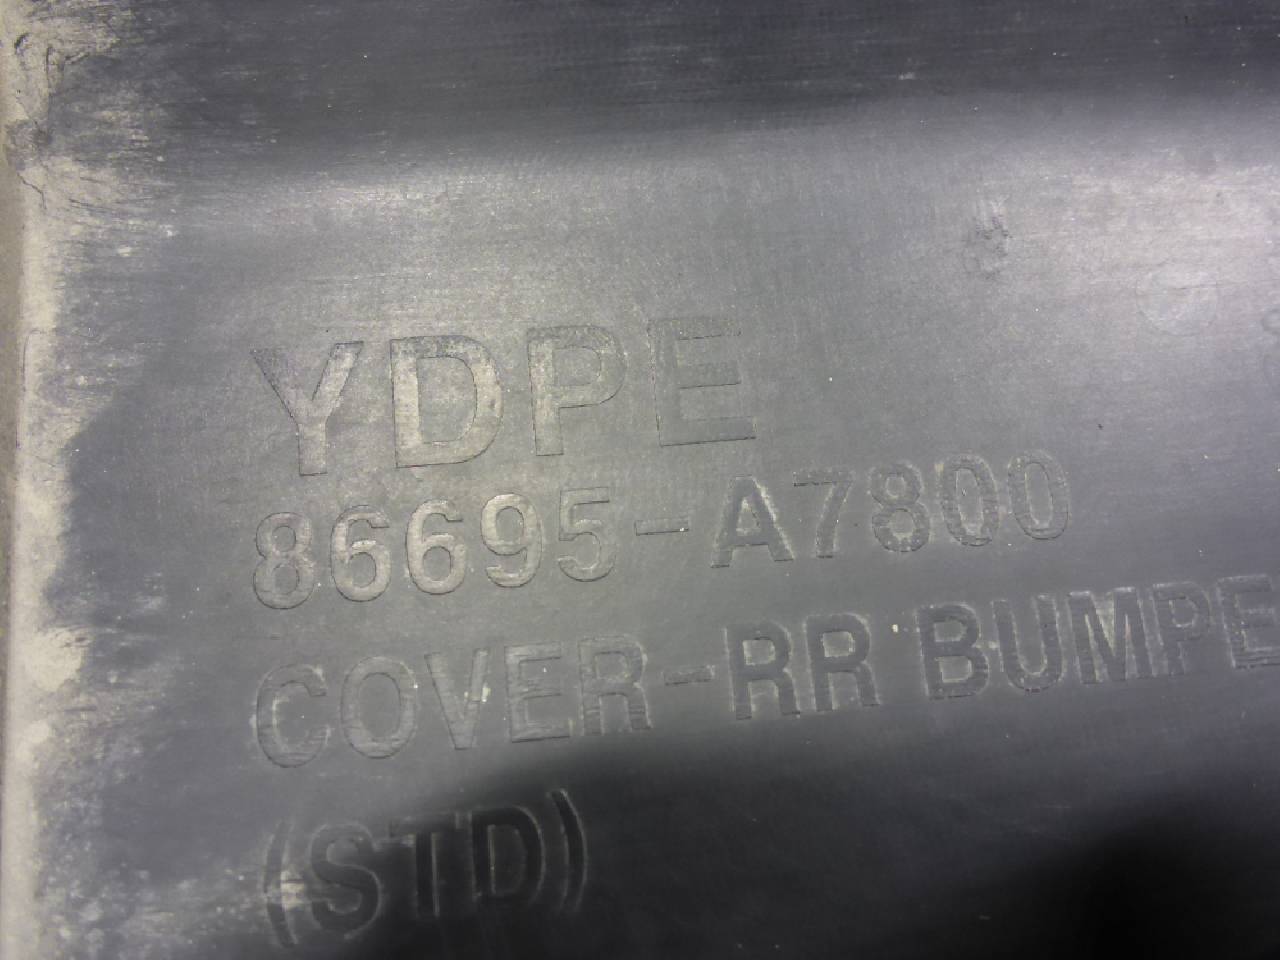 YDPE
86695-A7800
COVER-RR BUMPE
(STD)